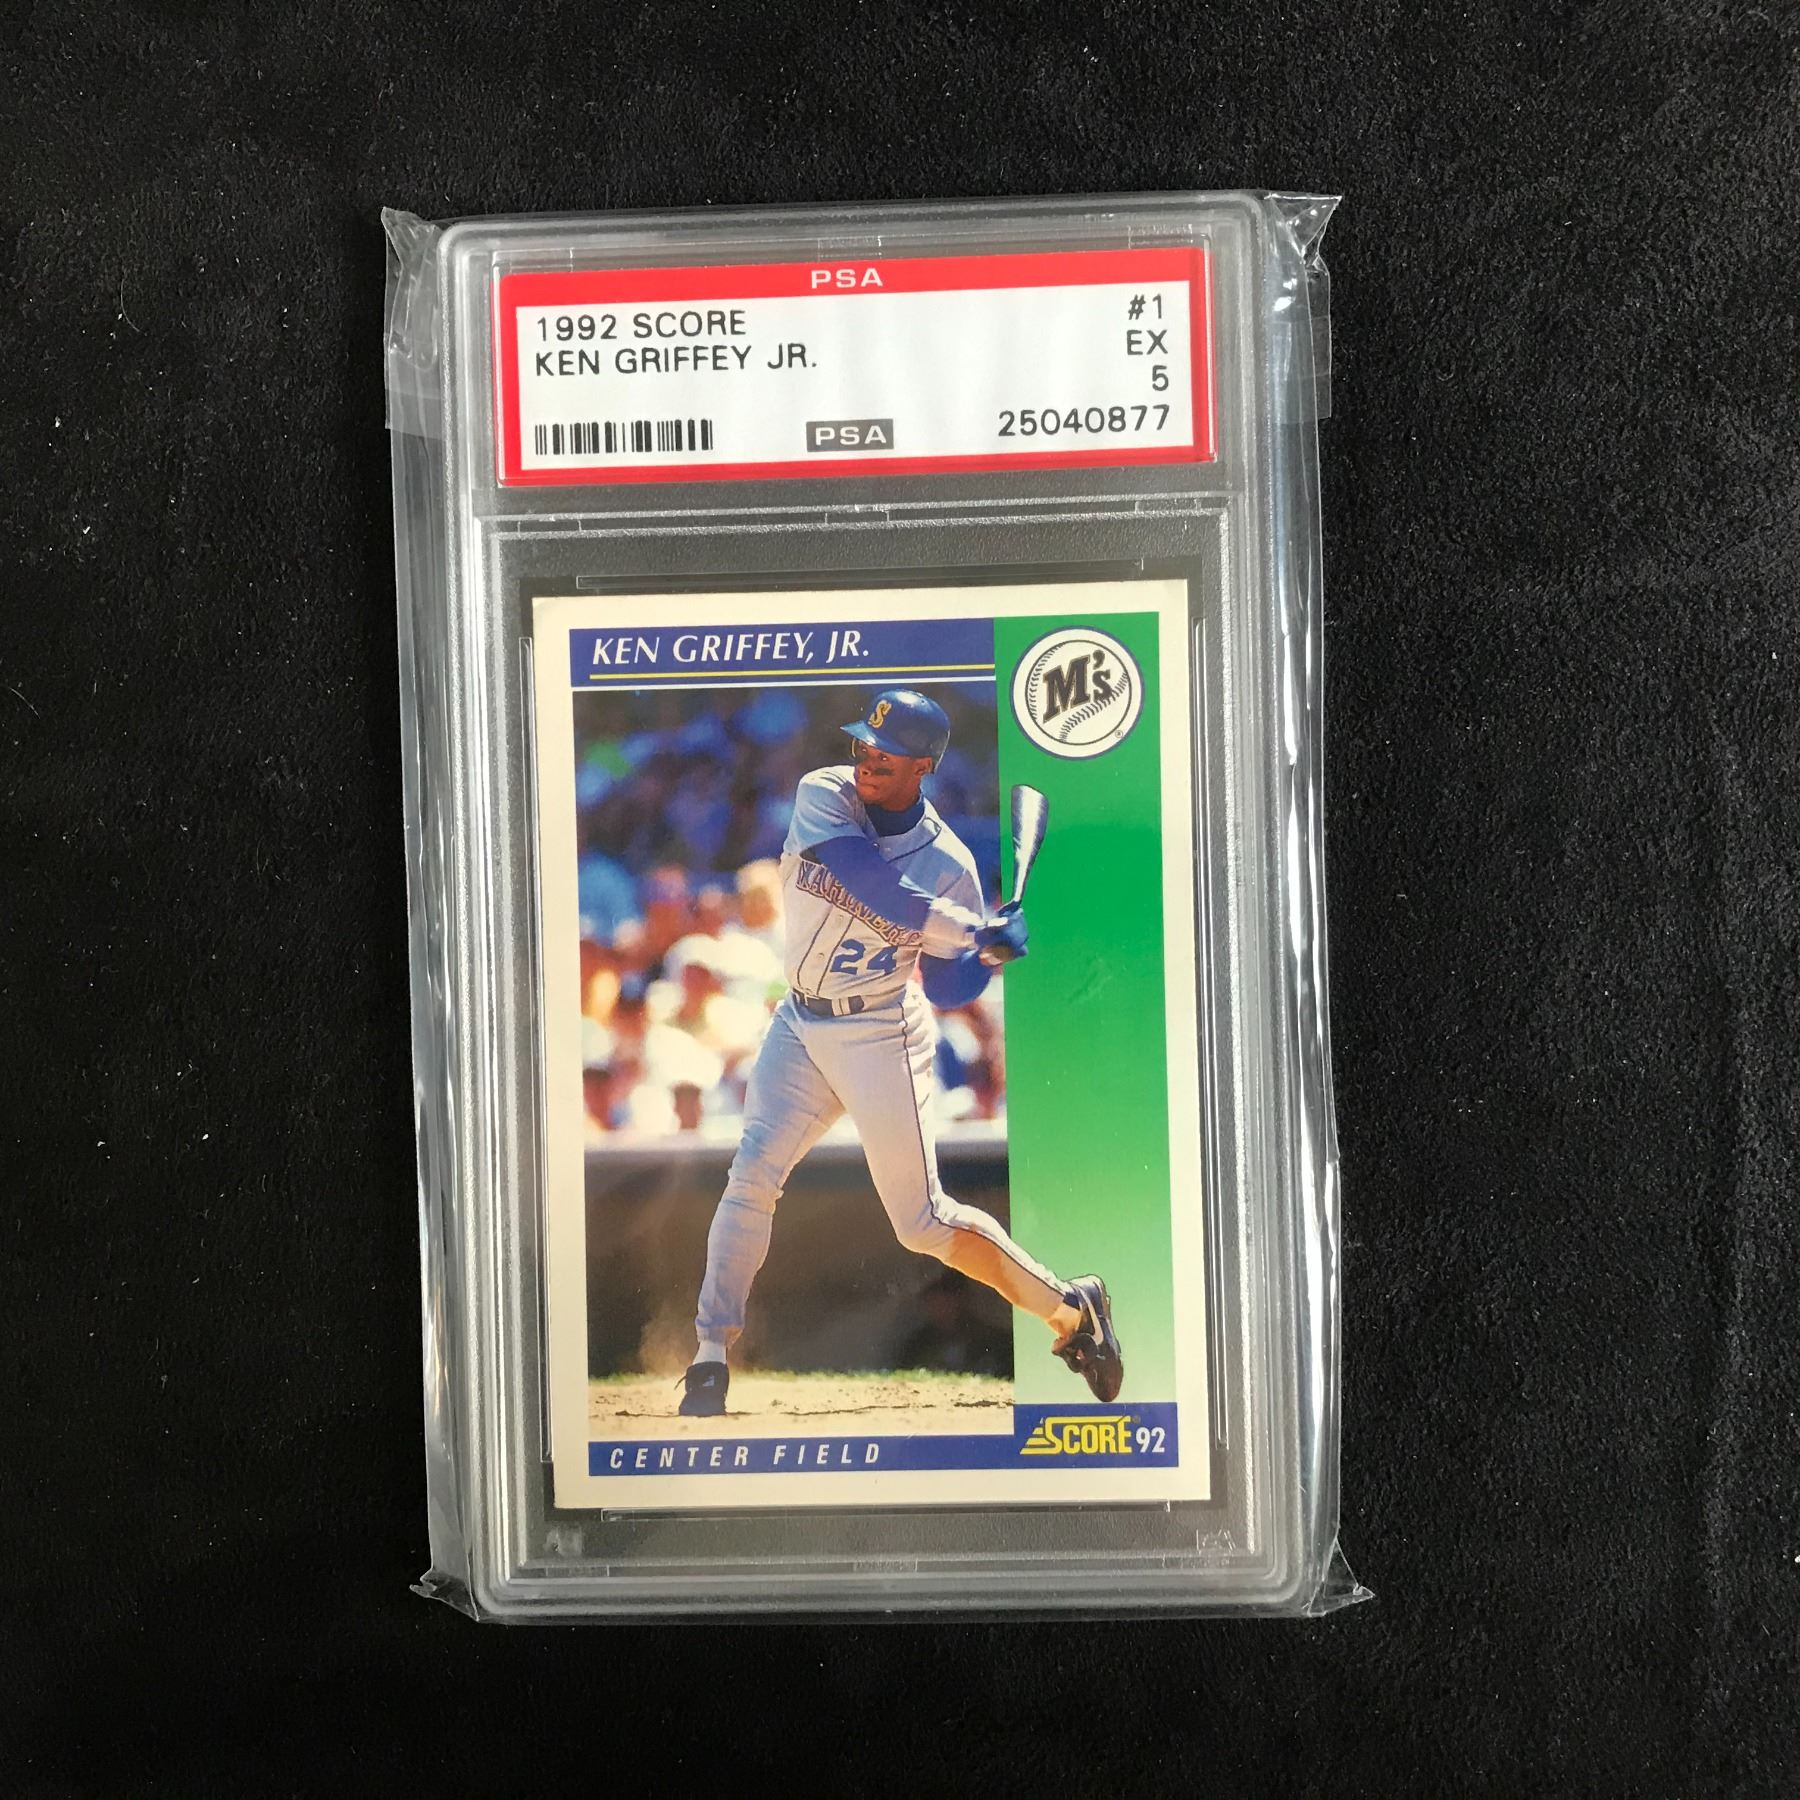 PSA
1992 SCORE #1
KEN GRIFFEY JR. EX
5
PSA 25040877
KEN GRIFFEY, JR.
M's
S
MARINERS
24
SCORE 92
CENTER FIELD